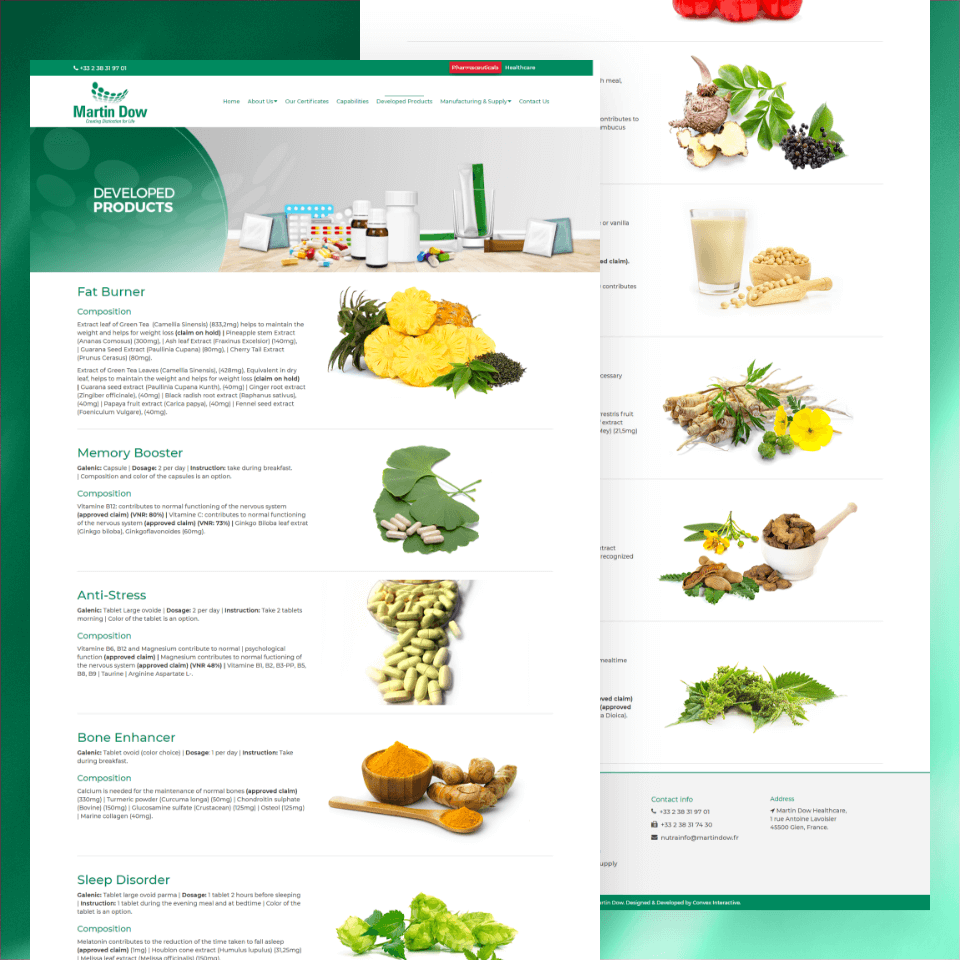 +33 2 38 31 97 01
Pharmaceuticals Healthcare
Martin Dow
Creating Distinction for Life
Home About Us Our Certificates Capabilities Developed Products Manufacturing & Supply Contact Us
DEVELOPED
PRODUCTS
Fat Burner
Composition
Extract leaf of Green Tea (Camellia Sinensis) (833,2mg) helps to maintain the
weight and helps for weight loss (claim on hold) | Pineapple stem Extract
(Ananas Comosus) (300mg), | Ash leaf Extract (Fraxinus Excelsior) (140mg),
| Guarana Seed Extract (Paullinia Cupana) (80mg), | Cherry Tail Extract
(Prunus Cerasus) (80mg).
Extract of Green Tea Leaves (Camellia Sinensis), (428mg), Equivalent in dry
leaf, helps to maintain the weight and helps for weight loss (claim on hold)
| Guarana seed extract (Paullinia Cupana Kunth), (40mg) | Ginger root extract
(Zingiber officinale), (40mg) | Black radish root extract (Raphanus sativus),
(40mg) | Papaya fruit extract (Carica papya), (40mg) | Fennel seed extract
(Foeniculum Vulgare), (40mg).
Memory Booster
Galenic: Capsule | Dosage: 2 per day | Instruction: take during breakfast.
| Composition and color of the capsules is an option.
Composition
Vitamine B12: contributes to normal functioning of the nervous system
(approved claim) (VNR: 80%) | Vitamine C: contributes to normal functioning
of the nervous system (approved claim) (VNR: 73%) | Ginkgo Biloba leaf extrat
(Ginkgo biloba), Ginkgoflavonoides (60mg).
Anti-Stress
Galenic: Tablet Large ovoide | Dosage: 2 per day | Instruction: Take 2 tablets
morning | Color of the tablet is an option.
Composition
Vitamine B6, B12 and Magnesium contribute to normal | psychological
function (approved claim) | Magnesium contributes to normal fuctioning of
the nervous system (approved claim) (VNR 48%) | Vitamine B1, B2, B3-PP, B5,
B8, B9 | Taurine | Arginine Aspartate L-.
Bone Enhancer
Galenic: Tablet ovoid (color choice) | Dosage: 1 per day | Instruction: Take
during breakfast.
Composition
Calcium is needed for the maintenance of normal bones (approved claim)
(330mg) | Turmeric powder (Curcuma longa) (50mg) | Chondroitin sulphate
(Bovine) (150mg) | Glucosamine sulfate (Crustacean) (125mg) | Osteol (125mg)
| Marine collagen (40mg).
Sleep Disorder
Galenic: Tablet large ovoid parma | Dosage: 1 tablet 2 hours before sleeping
| Instruction: 1 tablet during the evening meal and at bedtime | Color of the
tablet is an option.
Composition
Melatonin contributes to the reduction of the time taken to fall asleep
(approved claim) (1mg) | Houblon cone extract (Humulus lupulus) (31,25mg)
| Melissa leaf extract (Melissa officinalis) (150mg).
h meal,
contributes to
ambucus
or vanilla
ed claim).
contributes
cessary
rrestris fruit
f extract
ey) (21,5mg)
xtract
recognized
mealtime
ved claim)
(approved
a Dioica).
Contact info
+33 2 38 31 97 01
+33 2 38 31 74 30
nutrainfo@martindow.fr
Address
Martin Dow Healthcare,
1 rue Antoine Lavoisier
45500 Gien, France.
upply
artin Dow. Designed & Developed by Convex Interactive.